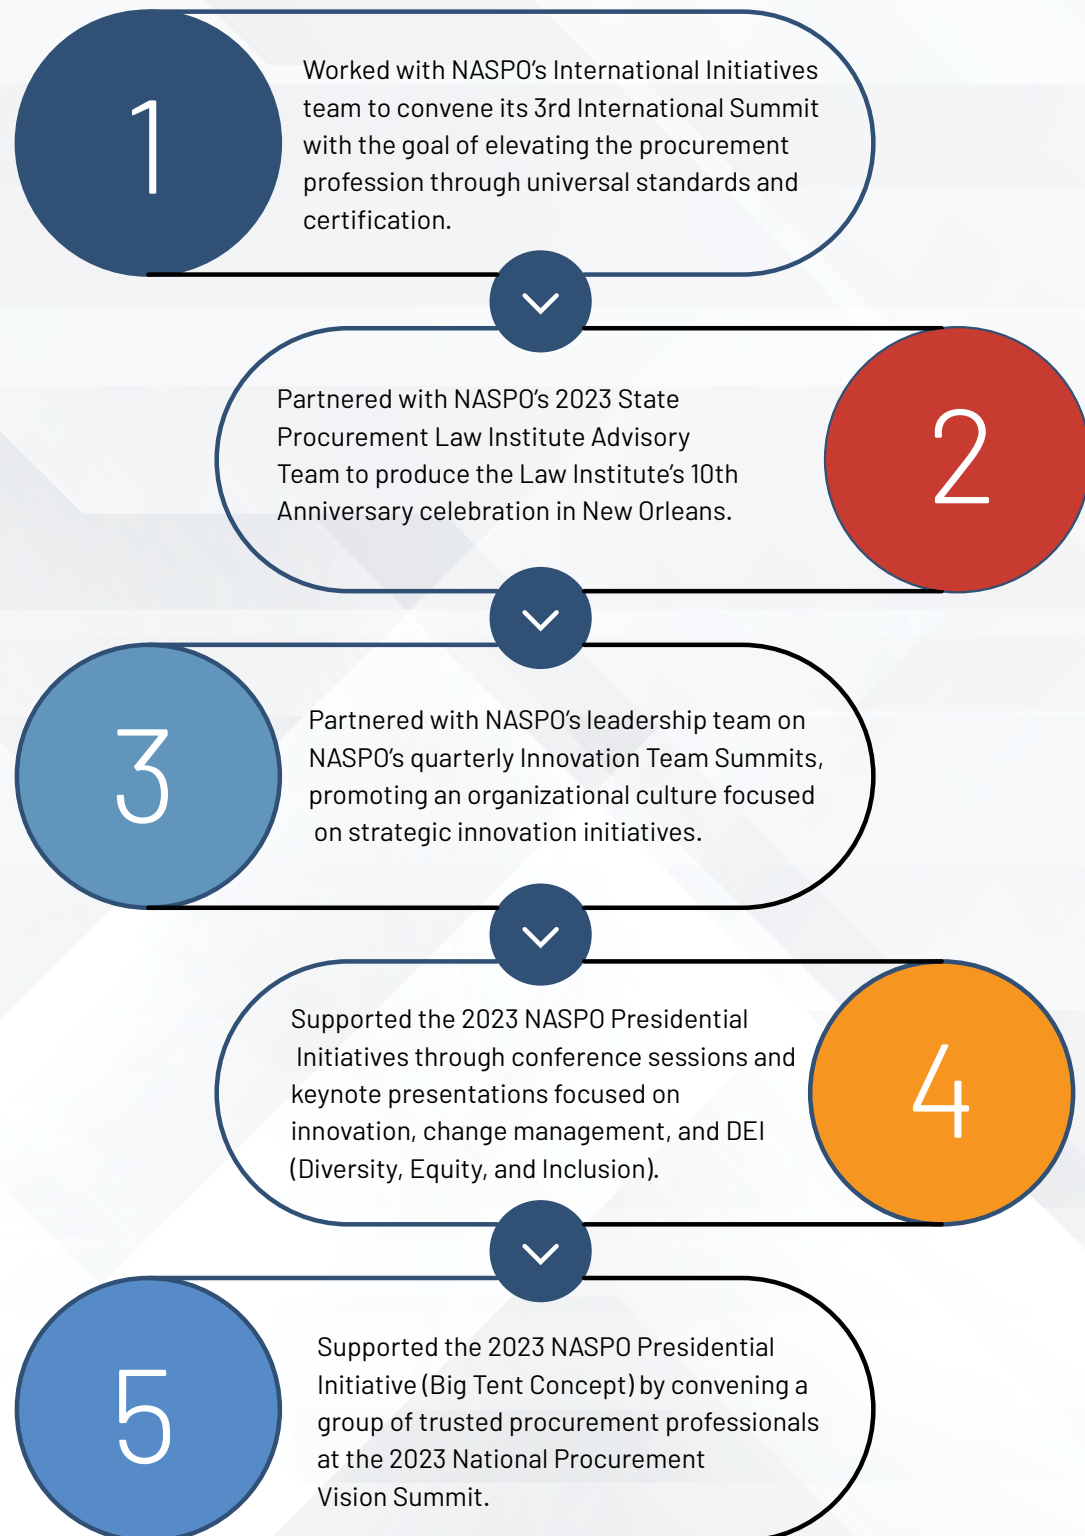 1
Worked with NASPO's International Initiatives
team to convene its 3rd International Summit
with the goal of elevating the procurement
profession through universal standards and
certification.
2
Partnered with NASPO's 2023 State
Procurement Law Institute Advisory
Team to produce the Law Institute's 10th
Anniversary celebration in New Orleans.
3
Partnered with NASPO's leadership team on
NASPO's quarterly Innovation Team Summits,
promoting an organizational culture focused
on strategic innovation initiatives.
4
Supported the 2023 NASPO Presidential
Initiatives through conference sessions and
keynote presentations focused on
innovation, change management, and DEI
(Diversity, Equity, and Inclusion).
5
Supported the 2023 NASPO Presidential
Initiative (Big Tent Concept) by convening a
group of trusted procurement professionals
at the 2023 National Procurement
Vision Summit.